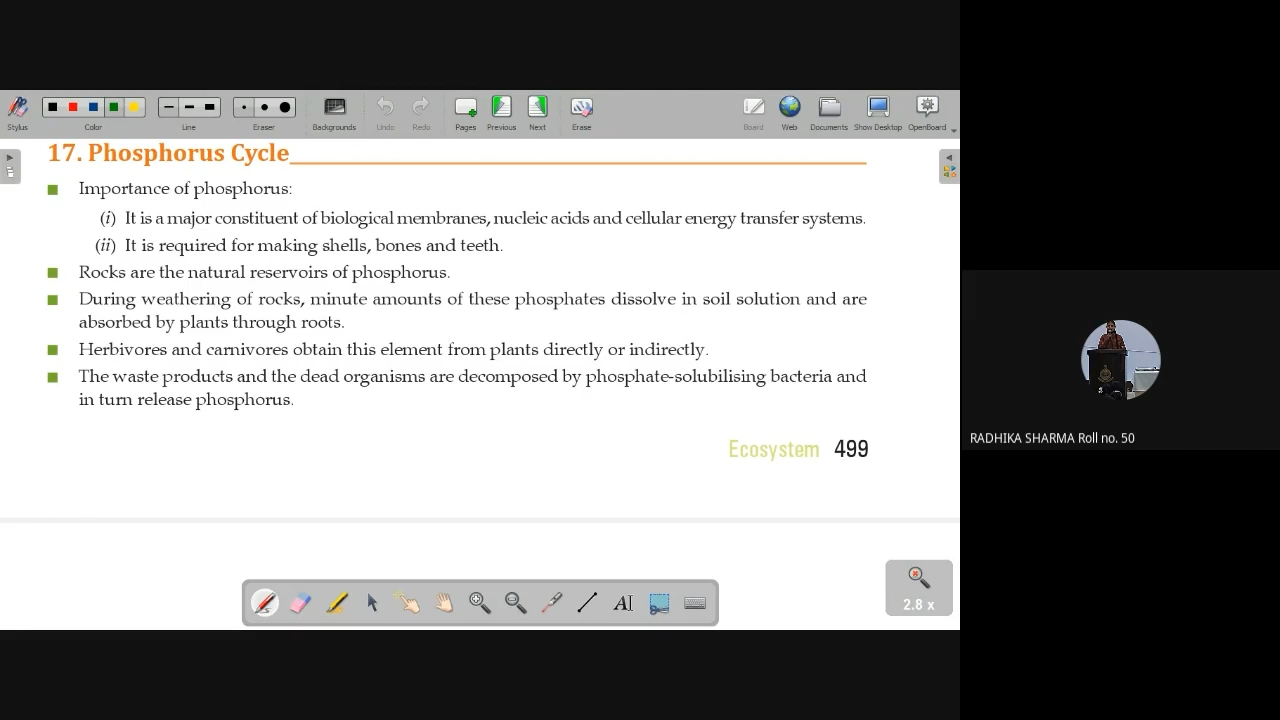 Stylus
Color
Line
Eraser
Backgrounds
Undo
Redo
Pages
Previous
Next
Erase
Board
Web
Documents
Show Desktop
OpenBoard
17. Phosphorus Cycle
Importance of phosphorus:
(i) It is a major constituent of biological membranes, nucleic acids and cellular energy transfer systems.
(ii) It is required for making shells, bones and teeth.
Rocks are the natural reservoirs of phosphorus.
During weathering of rocks, minute amounts of these phosphates dissolve in soil solution and are
absorbed by plants through roots.
Herbivores and carnivores obtain this element from plants directly or indirectly.
The waste products and the dead organisms are decomposed by phosphate-solubilising bacteria and
in turn release phosphorus.
Ecosystem 499
AI
2.8 x
RADHIKA SHARMA Roll no. 50